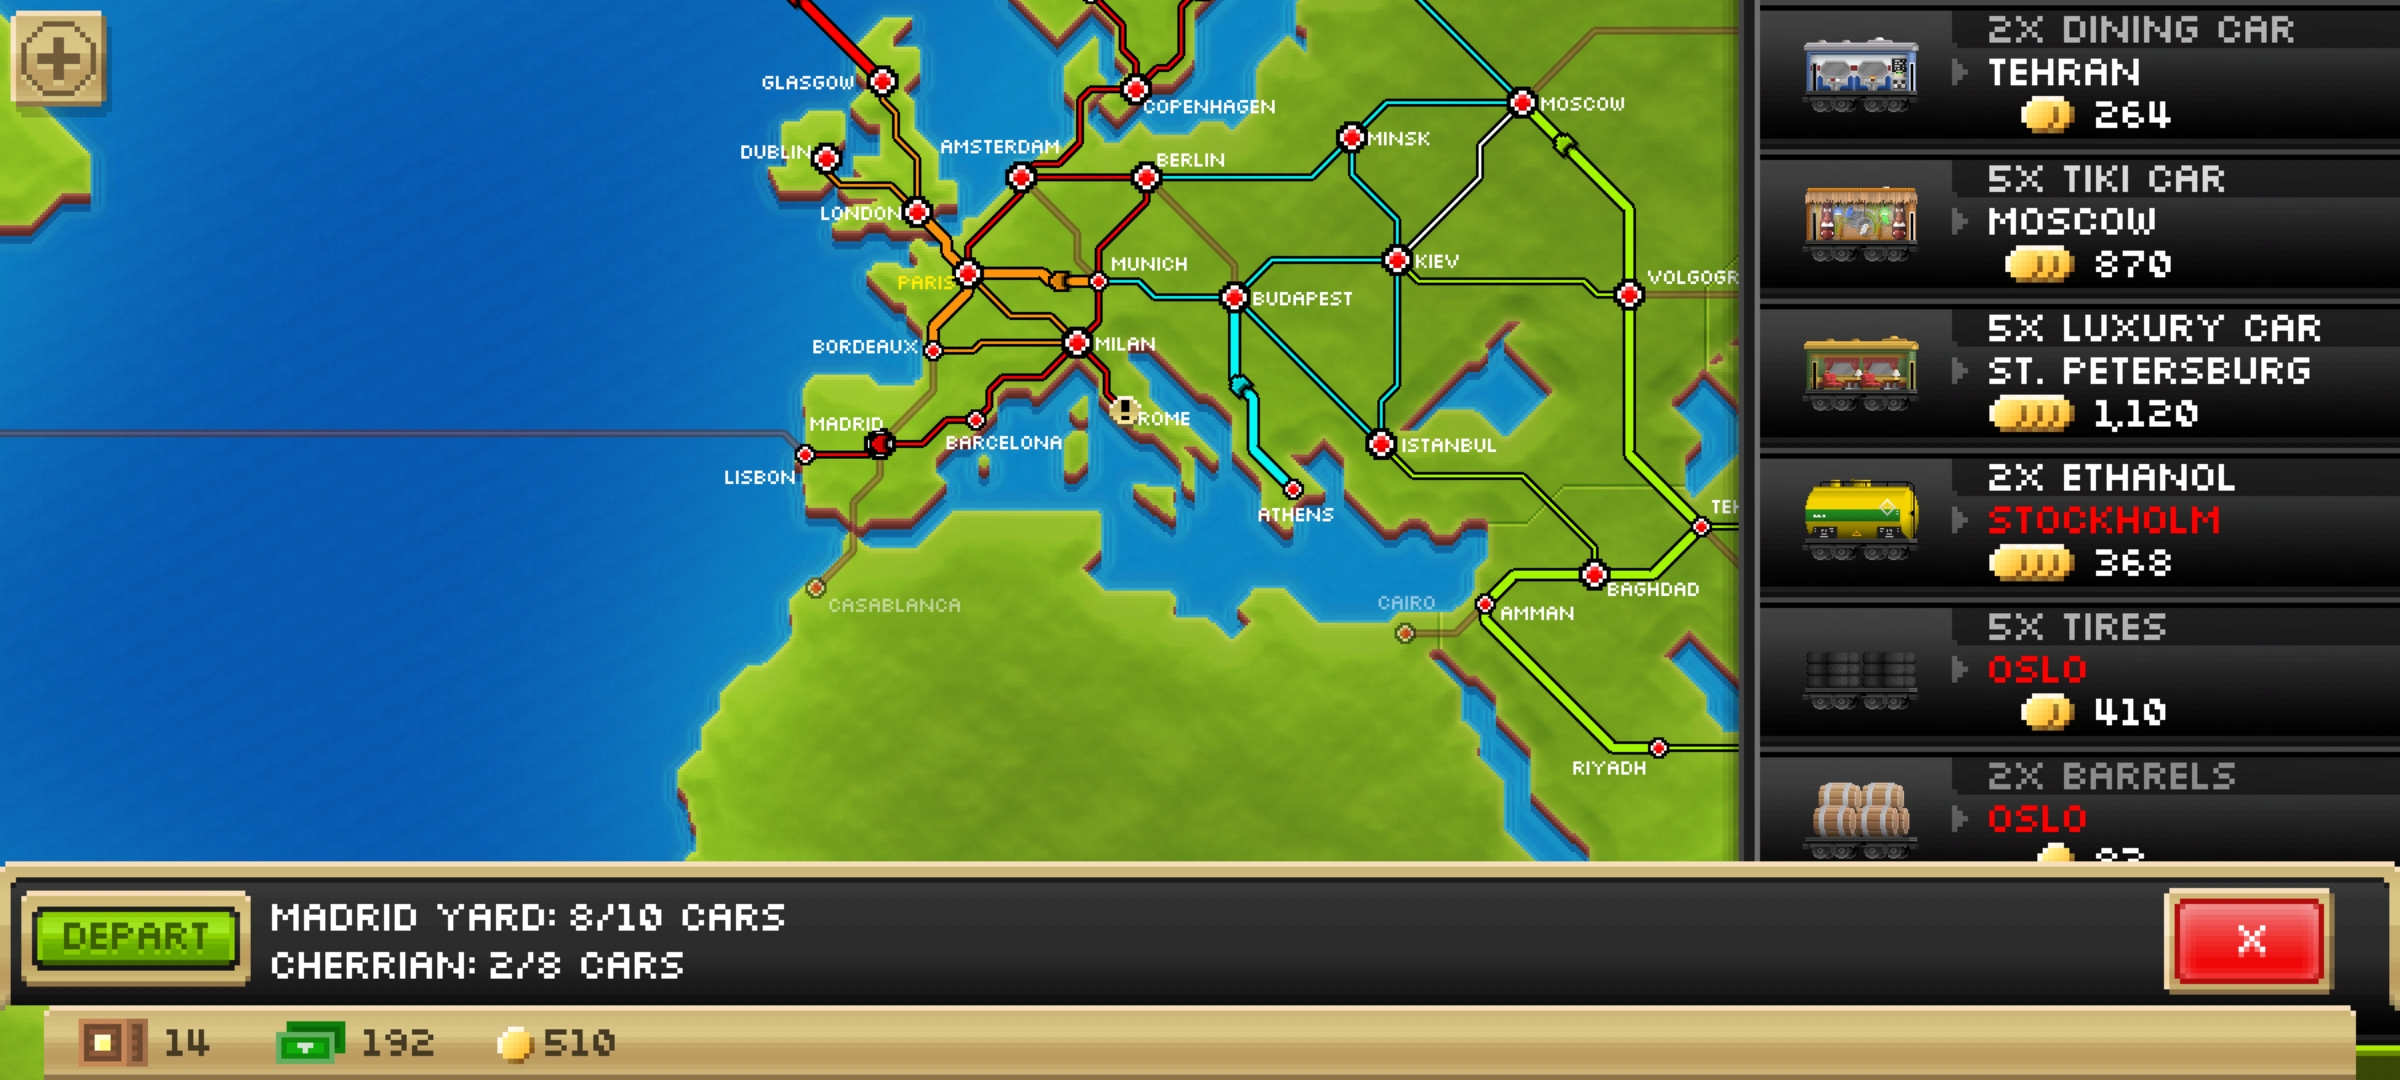 GLASGOW
COPENHAGEN
MOSCOW
MINSK
DUBLIN
AMSTERDAM
BERLIN
LONDON
PARIS
MUNICH
KIEV
BUDAPEST
VOLGOGR
BORDEAUX
MILAN
MADRID
ROME
BARCELONA
ISTANBUL
LISBON
ATHENS
TEH
CASABLANCA
CAIRO
AMMAN
BAGHDAD
RIYADH
2X DINING CAR
TEHRAN
264
5X TIKI CAR
MOSCOW
870
5X LUXURY CAR
ST. PETERSBURG
1,120
2X ETHANOL
STOCKHOLM
368
5X TIRES
OSLO
410
2X BARRELS
OSLO
DEPART
MADRID YARD: 8/10 CARS
CHERRIAN: 2/8 CARS
X
14
192
510